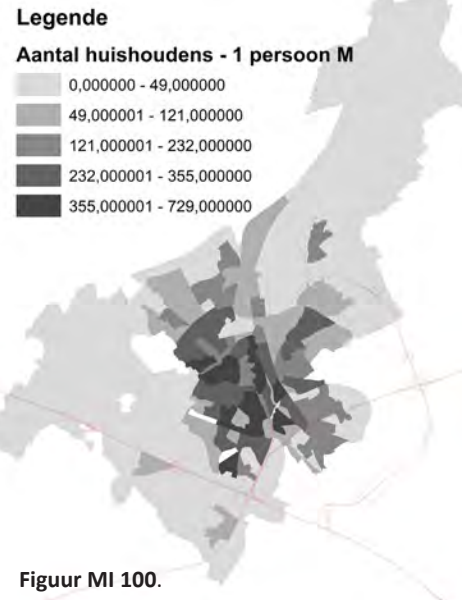 Legende
Aantal huishoudens - 1 persoon M
0,000000 - 49,000000
49,000001 - 121,000000
121,000001 - 232,000000
232,000001 - 355,000000
355,000001 - 729,000000
Figuur MI 100.